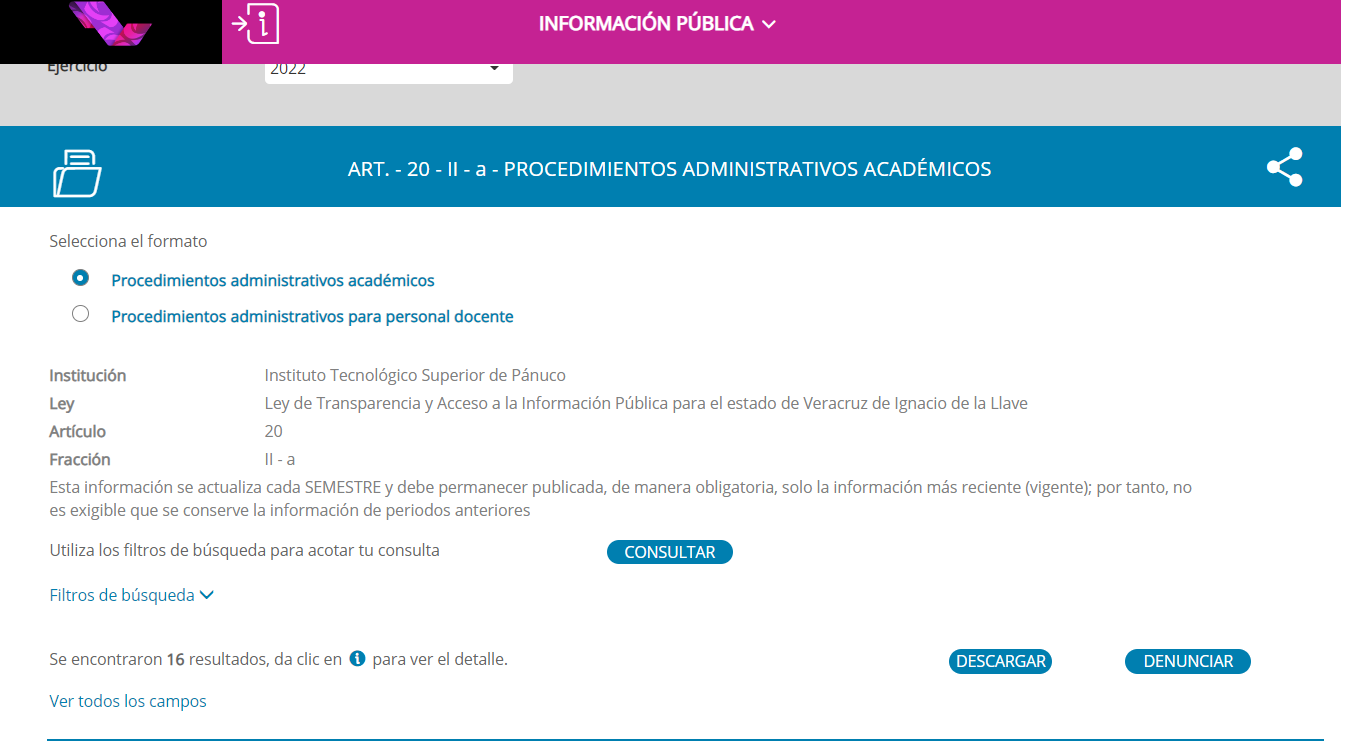 INFORMACIÓN PÚBLICA
Ejercicio 2022
ART. - 20 - II - a - PROCEDIMIENTOS ADMINISTRATIVOS ACADÉMICOS
Selecciona el formato
Procedimientos administrativos académicos
Procedimientos administrativos para personal docente
Institución Instituto Tecnológico Superior de Pánuco
Ley Ley de Transparencia y Acceso a la Información Pública para el estado de Veracruz de Ignacio de la Llave
Artículo 20
Fracción II - a
Esta información se actualiza cada SEMESTRE y debe permanecer publicada, de manera obligatoria, solo la información más reciente (vigente); por tanto, no
es exigible que se conserve la información de periodos anteriores
Utiliza los filtros de búsqueda para acotar tu consulta CONSULTAR
Filtros de búsqueda
Se encontraron 16 resultados, da clic en i para ver el detalle. DESCARGAR DENUNCIAR
Ver todos los campos